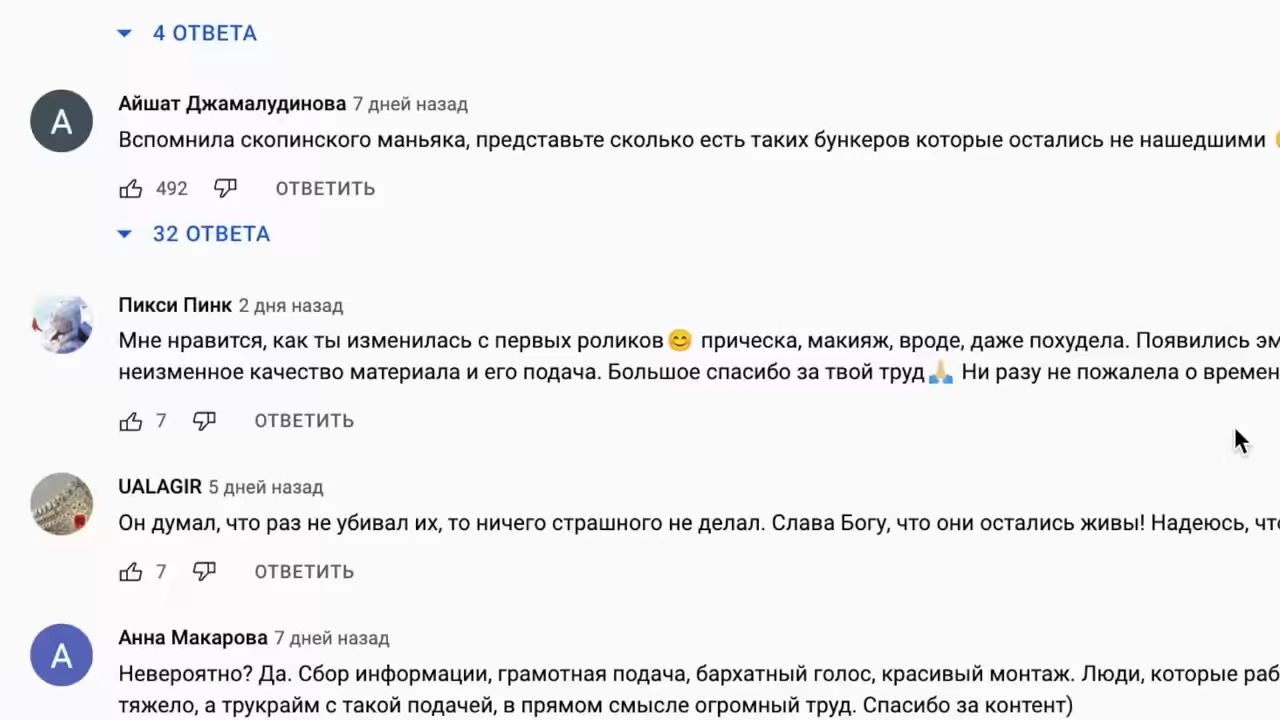 4 ОТВЕТА
А
Айшат Джамалудинова 7 дней назад
Вспомнила скопинского маньяка, представьте сколько есть таких бункеров которые остались не нашедшими
492 ОТВЕТИТЬ
32 ОТВЕТА
Пикси Пинк 2 дня назад
Мне нравится, как ты изменилась с первых роликов😊 прическа, макияж, вроде, даже похудела. Появились
неизменное качество материала и его подача. Большое спасибо за твой труд🙏🏼 Ни разу не пожалела о
7 ОТВЕТИТЬ
UALAGIR 5 дней назад
Он думал, что раз не убивал их, то ничего страшного не делал. Слава Богу, что они остались живы! Надеюсь,
7 ОТВЕТИТЬ
А
Анна Макарова 7 дней назад
Невероятно? Да. Сбор информации, грамотная подача, бархатный голос, красивый монтаж. Люди, которые
тяжело, а трукрайм с такой подачей, в прямом смысле огромный труд. Спасибо за контент)